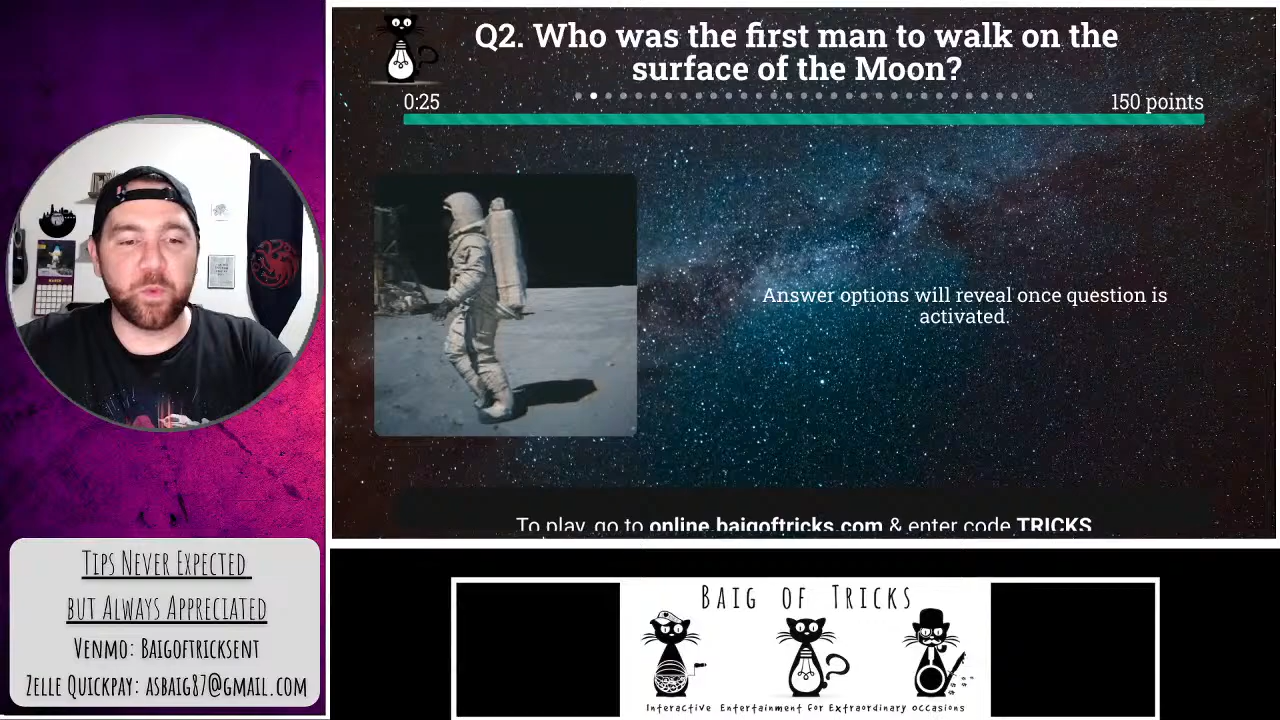 Q2. Who was the first man to walk on the
surface of the Moon?
0:25
150 points
Answer options will reveal once question is
activated.
To play, go to online.baigoftricks.com & enter code TRICKS
Tips Never Expected
but Always Appreciated
Venmo: Baigoftricksent
Zelle Quickpay: asbaig87@gmail.com
Baig of Tricks
Interactive Entertainment for Extraordinary Occasions